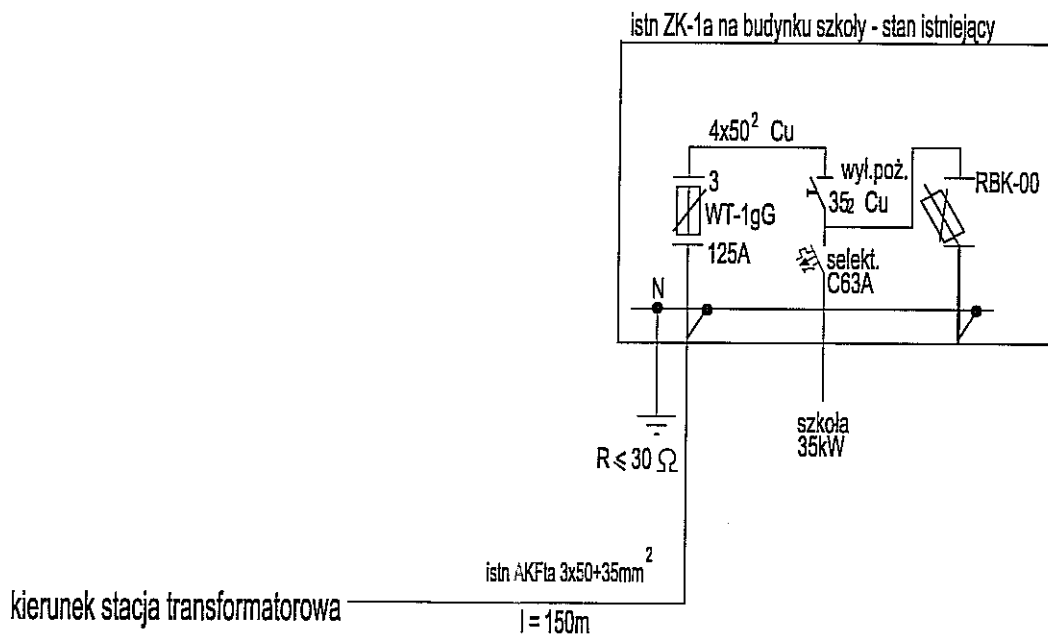 istn ZK-1a na budynku szkoły - stan istniejący
4x50² Cu
3
WT-1gG
125A
wył.poż.
35₂ Cu
RBK-00
selekt.
C63A
N
szkoła
35kW
R ≤ 30 Ω
istn AKFta 3x50+35mm²
kierunek stacja transformatorowa
l = 150m